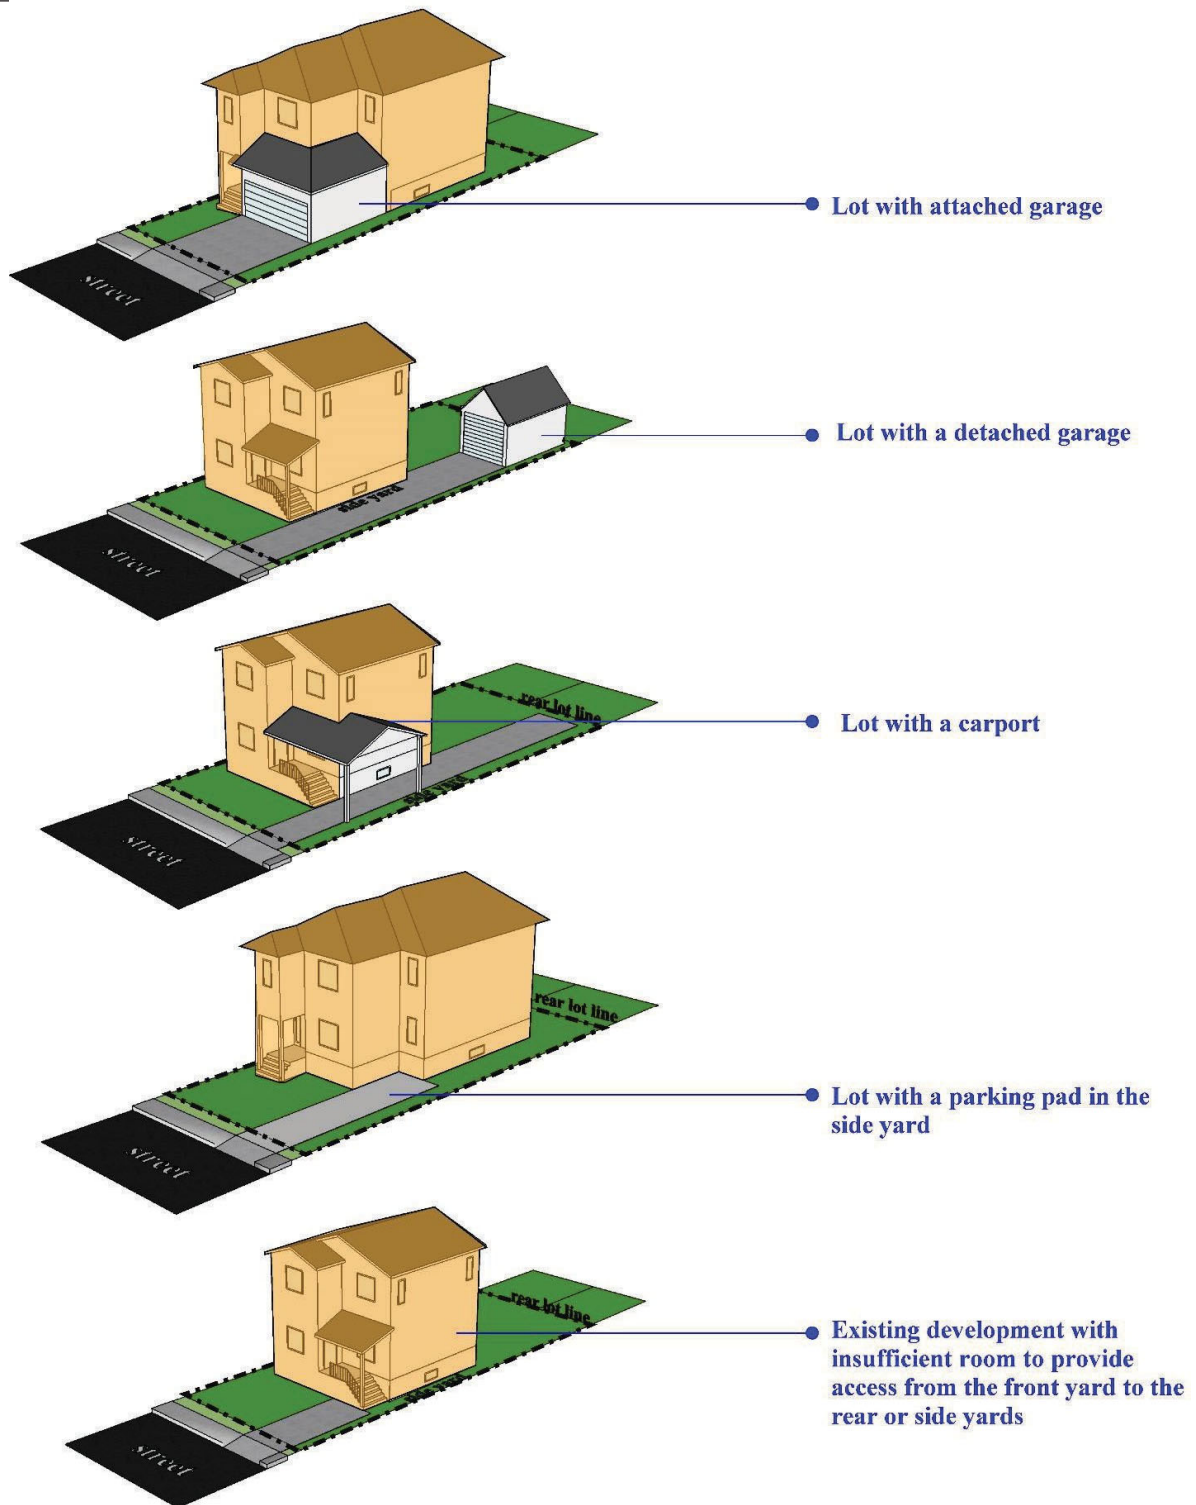 Lot with attached garage
street
Lot with a detached garage
side yard
street
rear lot line
Lot with a carport
side yard
street
rear lot line
Lot with a parking pad in the
side yard
street
rear lot line
Existing development with
insufficient room to provide
access from the front yard to the
rear or side yards
side yard
street